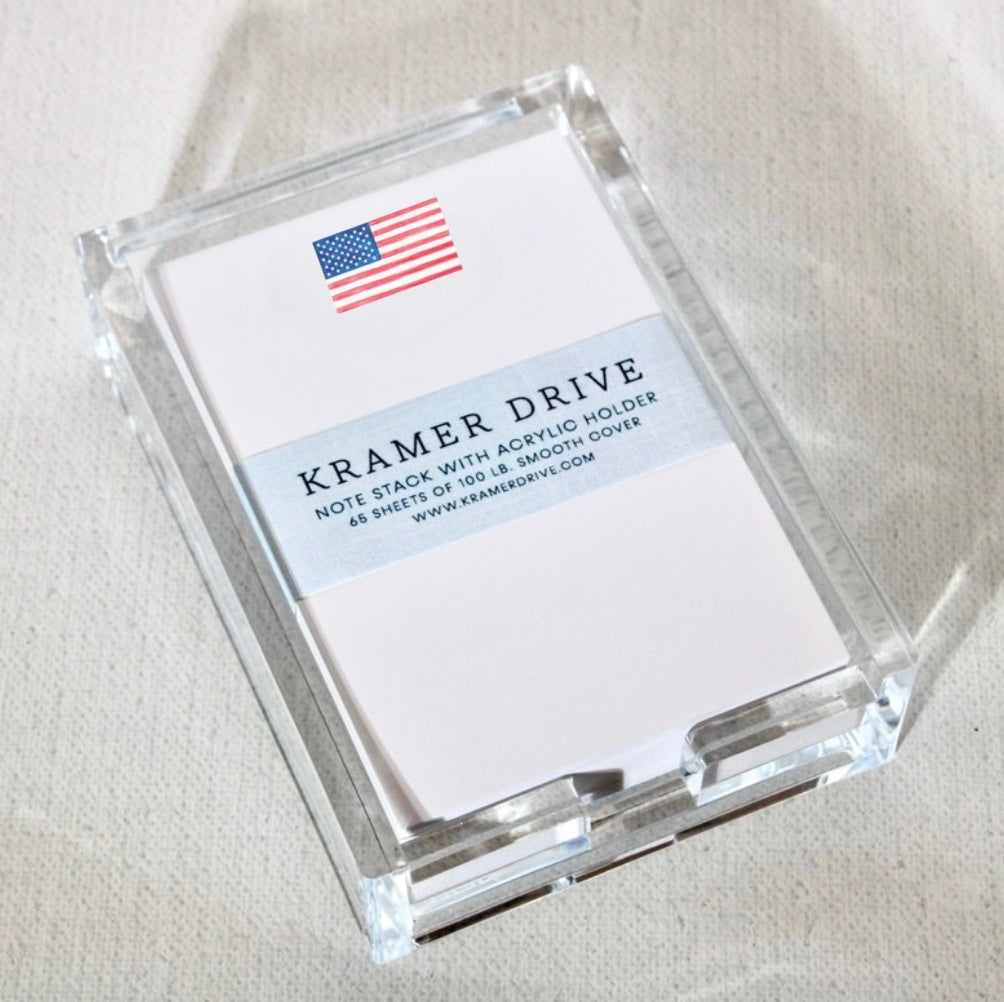 KRAMER DRIVE
NOTE STACK WITH ACRYLIC HOLDER
65 SHEETS OF 100 LB. SMOOTH COVER
WWW.KRAMERDRIVE.COM